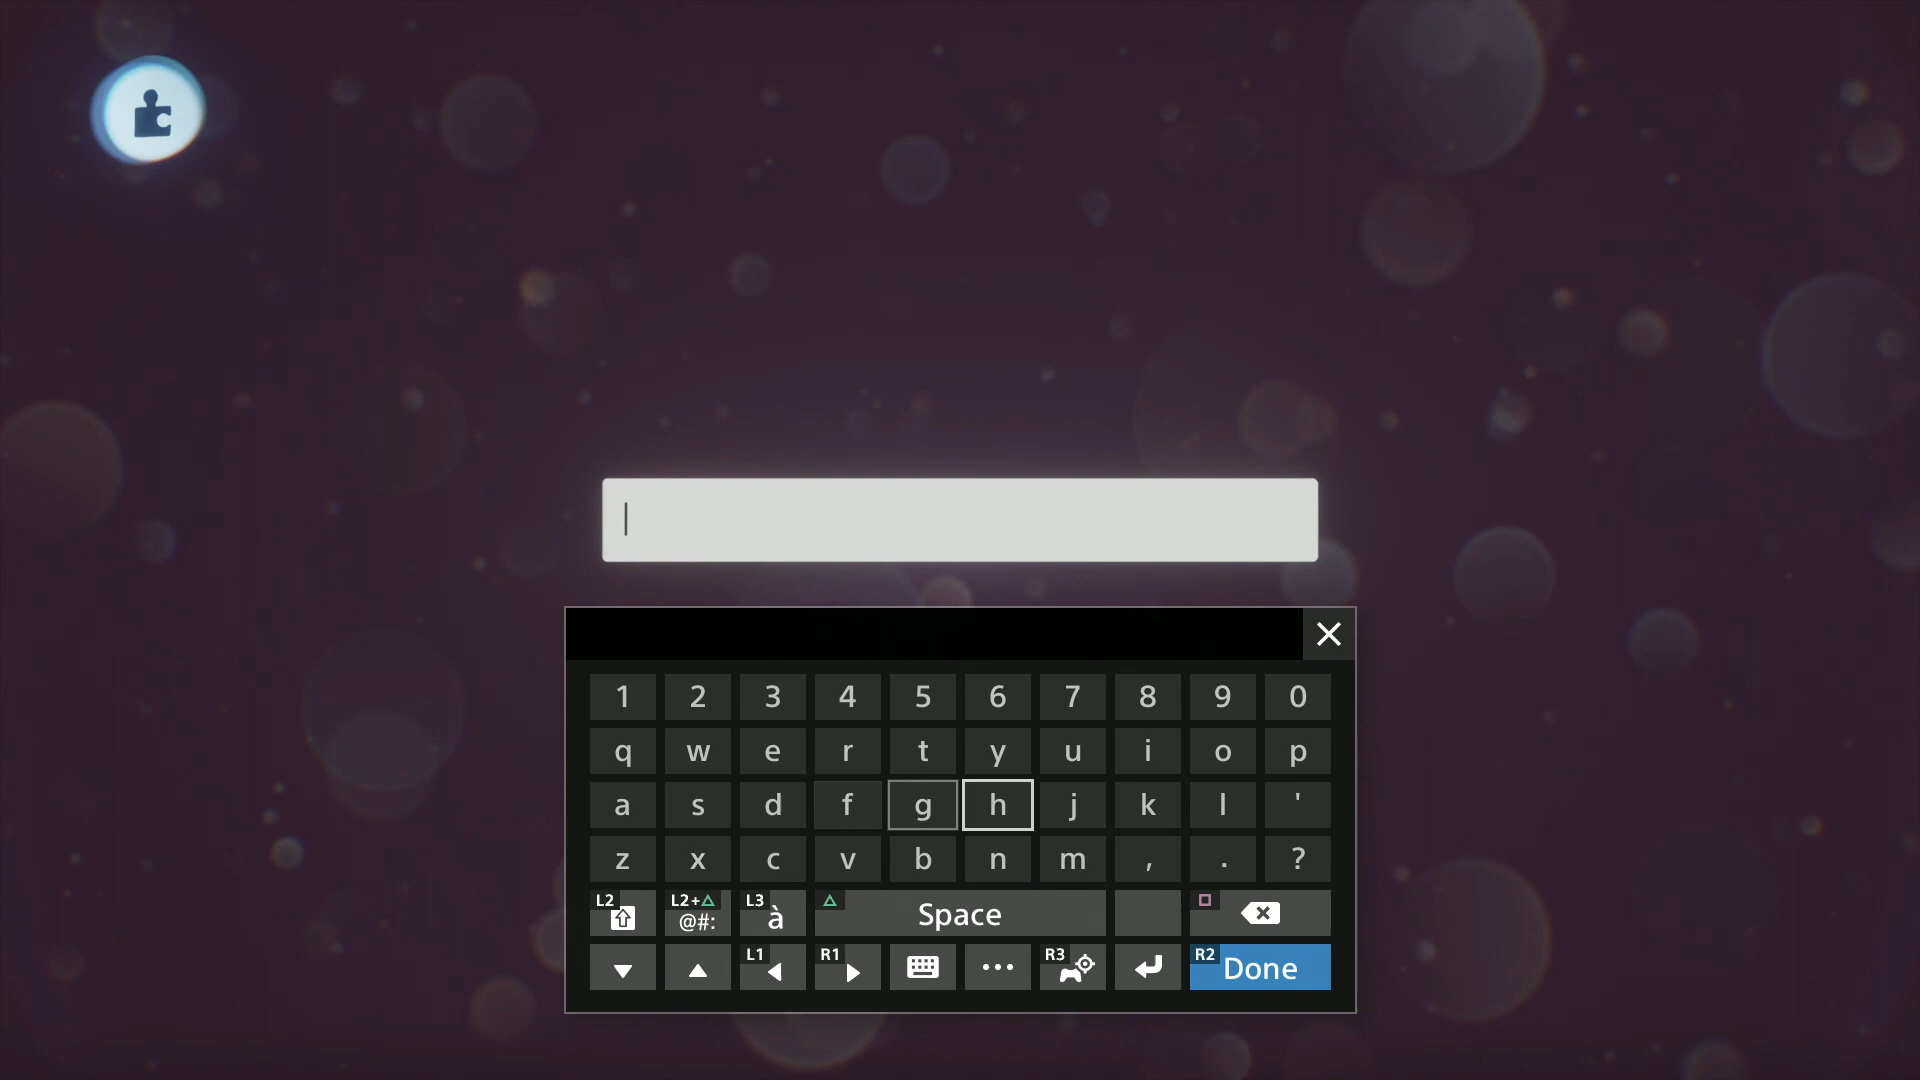 1 2 3 4 5 6 7 8 9 0
q w e r t y u i o p
a s d f g h j k l '
z x c v b n m , . ?
L2 L2+△ @#: L3 à △ Space □
L1 R1 ... R3 R2 Done